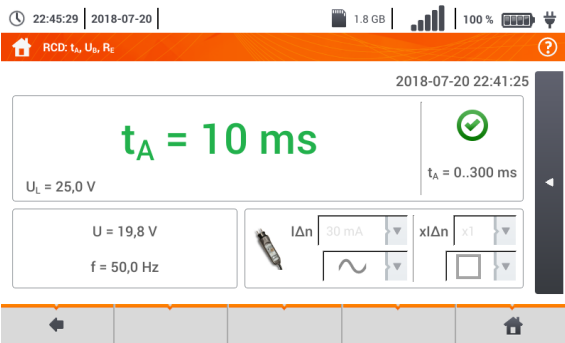 22:45:29 2018-07-20 1.8 GB 100 %
RCD: tA, UB, RE
2018-07-20 22:41:25
tA = 10 ms
tA = 0..300 ms
UL = 25,0 V
U = 19,8 V
f = 50,0 Hz
IΔn 30 mA xIΔn x1